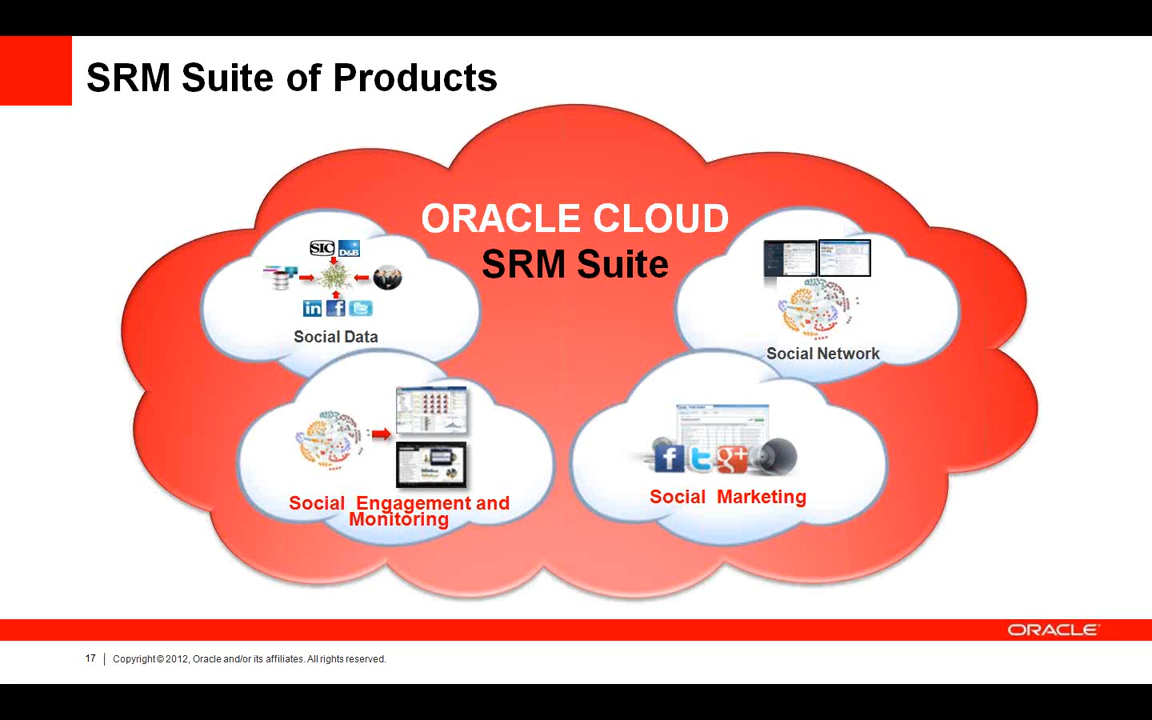 SRM Suite of Products
ORACLE CLOUD
SRM Suite
SIC
D&B
in
f
Social Data
Social Network
f
t
g+
Social Engagement and
Monitoring
Social Marketing
ORACLE
17
Copyright © 2012, Oracle and/or its affiliates. All rights reserved.